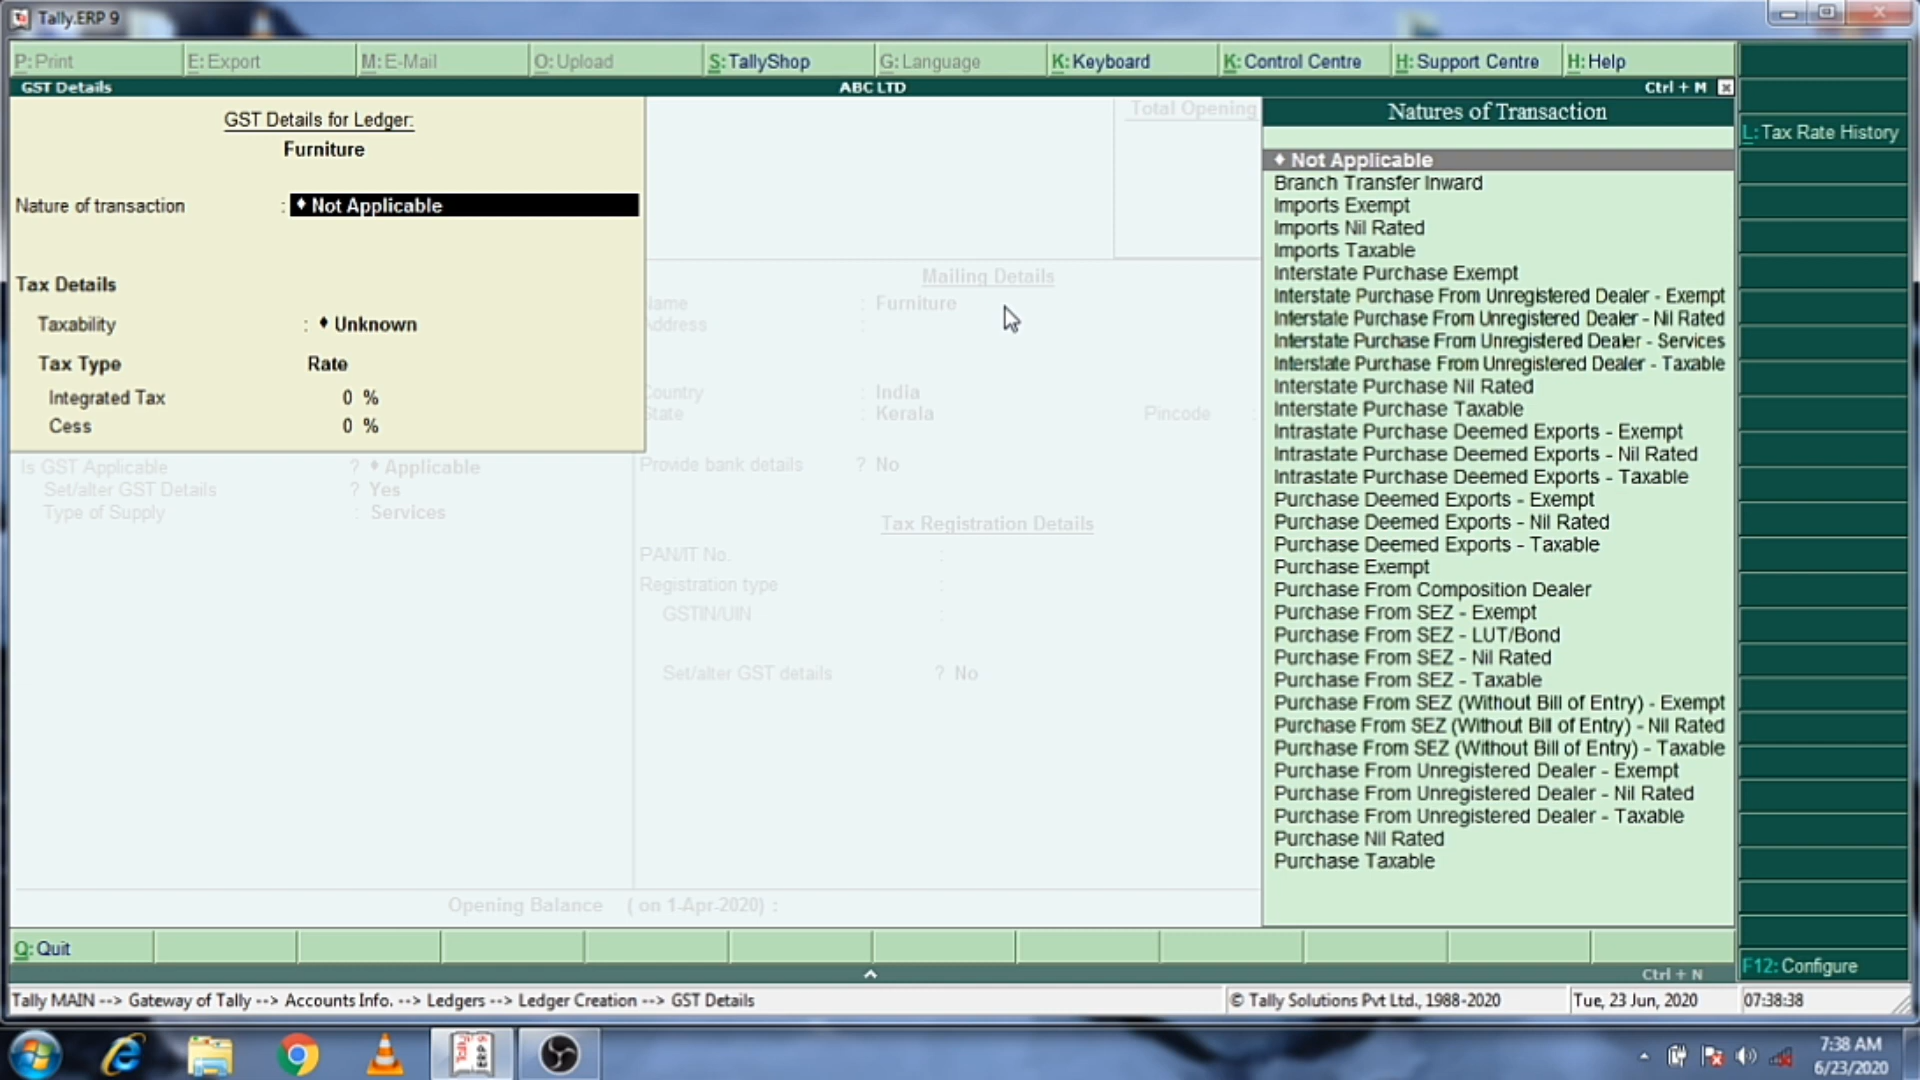 Tally.ERP 9
P: Print E: Export M: E-Mail O: Upload S: TallyShop G: Language K: Keyboard K: Control Centre H: Support Centre H: Help
GST Details ABC LTD Ctrl + M
GST Details for Ledger:
Furniture
Nature of transaction : ♦ Not Applicable
Tax Details
Taxability : ♦ Unknown
Tax Type Rate
Integrated Tax 0 %
Cess 0 %
Is GST Applicable ? ♦ Applicable
Set/alter GST Details ? Yes
Type of Supply : Services
Total Opening
Mailing Details
Name : Furniture
Address :
Country : India
State : Kerala Pincode :
Provide bank details ? No
Tax Registration Details
PAN/IT No. :
Registration type :
GSTIN/UIN :
Set/alter GST details ? No
Opening Balance ( on 1-Apr-2020) :
Natures of Transaction
♦ Not Applicable
Branch Transfer Inward
Imports Exempt
Imports Nil Rated
Imports Taxable
Interstate Purchase Exempt
Interstate Purchase From Unregistered Dealer - Exempt
Interstate Purchase From Unregistered Dealer - Nil Rated
Interstate Purchase From Unregistered Dealer - Services
Interstate Purchase From Unregistered Dealer - Taxable
Interstate Purchase Nil Rated
Interstate Purchase Taxable
Intrastate Purchase Deemed Exports - Exempt
Intrastate Purchase Deemed Exports - Nil Rated
Intrastate Purchase Deemed Exports - Taxable
Purchase Deemed Exports - Exempt
Purchase Deemed Exports - Nil Rated
Purchase Deemed Exports - Taxable
Purchase Exempt
Purchase From Composition Dealer
Purchase From SEZ - Exempt
Purchase From SEZ - LUT/Bond
Purchase From SEZ - Nil Rated
Purchase From SEZ - Taxable
Purchase From SEZ (Without Bill of Entry) - Exempt
Purchase From SEZ (Without Bill of Entry) - Nil Rated
Purchase From SEZ (Without Bill of Entry) - Taxable
Purchase From Unregistered Dealer - Exempt
Purchase From Unregistered Dealer - Nil Rated
Purchase From Unregistered Dealer - Taxable
Purchase Nil Rated
Purchase Taxable
L: Tax Rate History
F12: Configure
Q: Quit
Ctrl + N
Tally MAIN --> Gateway of Tally --> Accounts Info. --> Ledgers --> Ledger Creation --> GST Details © Tally Solutions Pvt Ltd., 1988-2020 Tue, 23 Jun, 2020 07:38:38
7:38 AM
6/23/2020